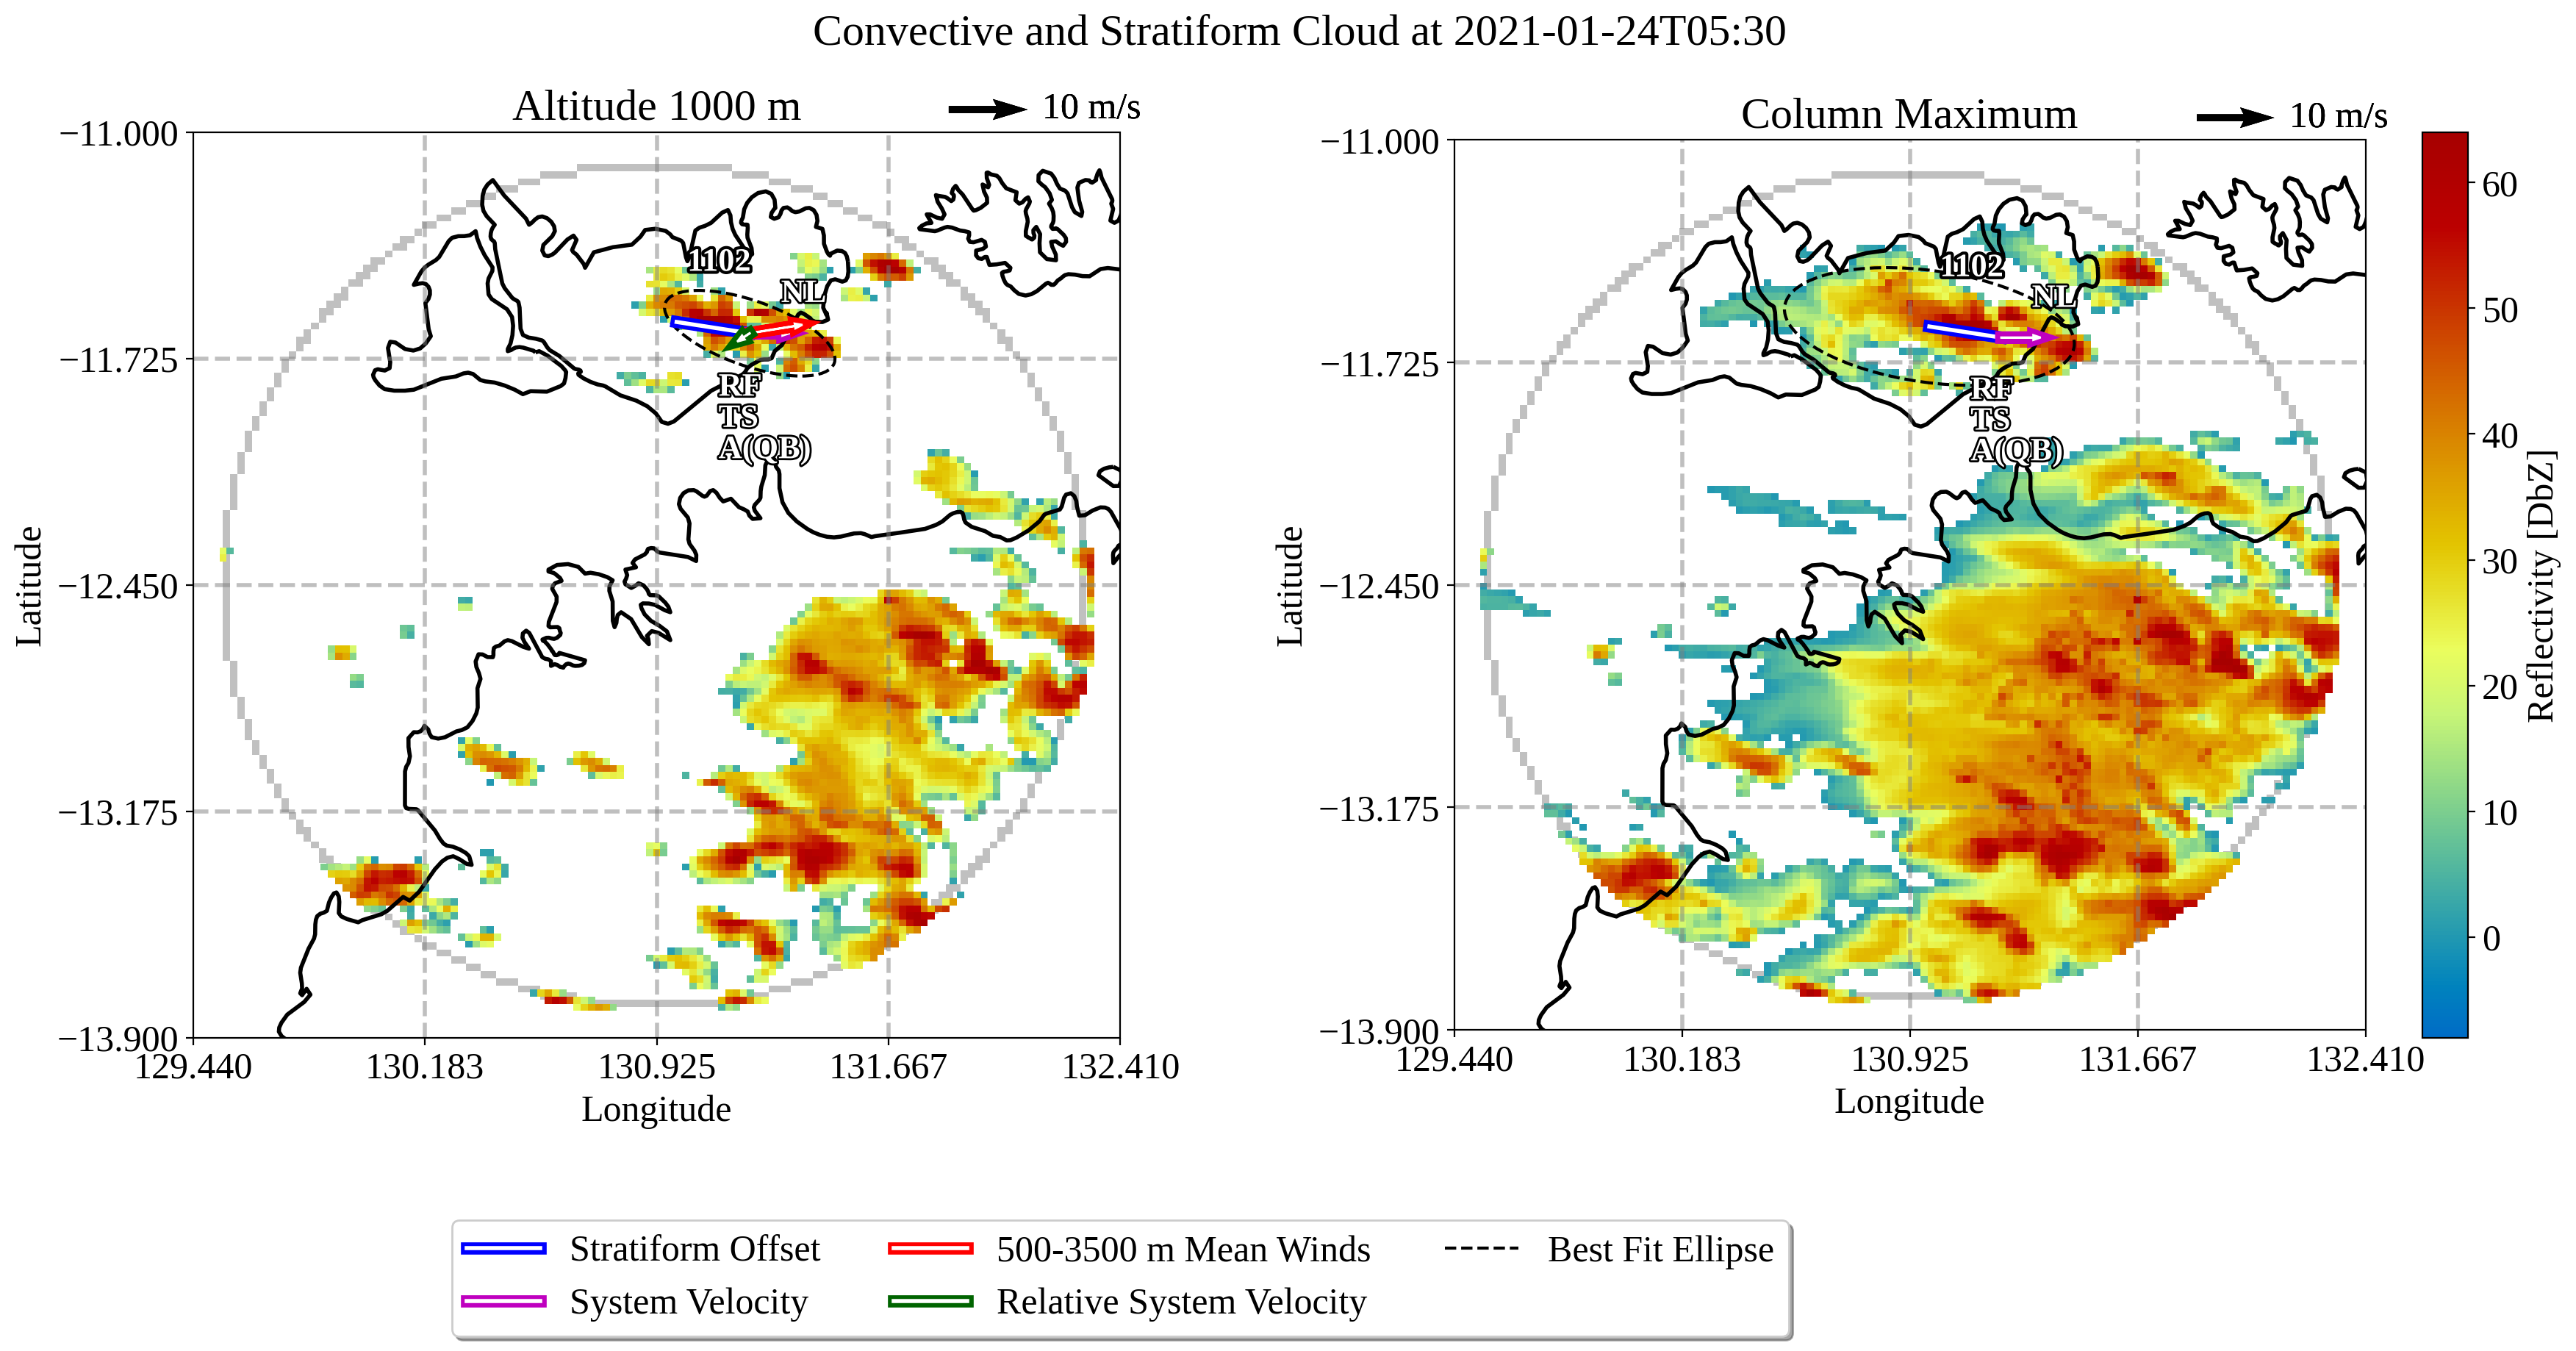 Convective and Stratiform Cloud at 2021-01-24T05:30
Altitude 1000 m
10 m/s
−11.000
−11.725
−12.450
−13.175
−13.900
Latitude
1102
NL
RF
TS
A(QB)
129.440
130.183
130.925
131.667
132.410
Longitude
Column Maximum
10 m/s
−11.000
−11.725
−12.450
−13.175
−13.900
Latitude
1102
NL
RF
TS
A(QB)
129.440
130.183
130.925
131.667
132.410
Longitude
60
50
40
30
20
10
0
Reflectivity [DbZ]
Stratiform Offset
System Velocity
500-3500 m Mean Winds
Relative System Velocity
Best Fit Ellipse